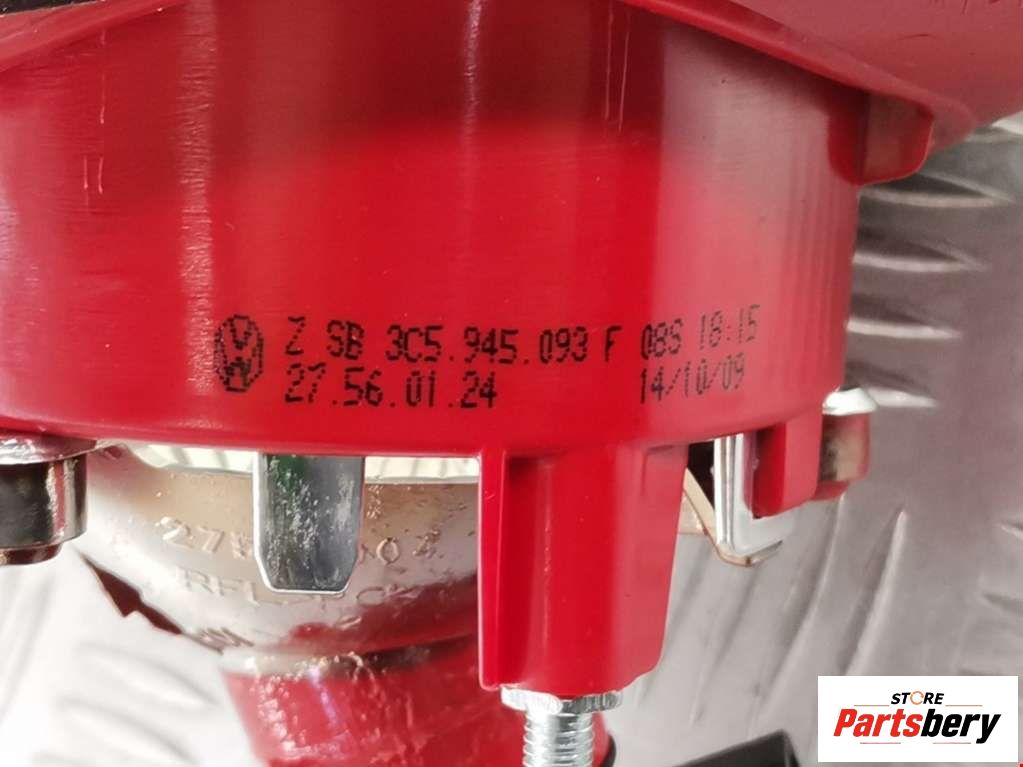 Z SB 3C5.945.093 F 08S 18:15
27.56.01.24 14/10/09
STORE
Partsbery